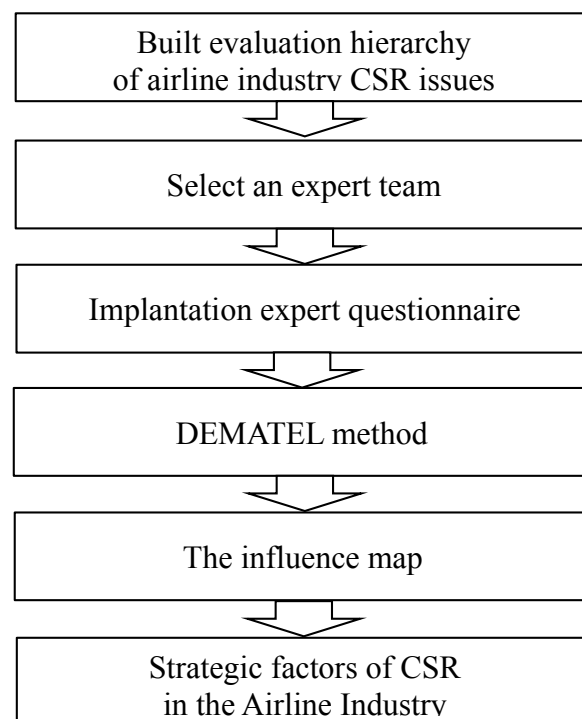 Built evaluation hierarchy
of airline industry CSR issues
Select an expert team
Implantation expert questionnaire
DEMATEL method
The influence map
Strategic factors of CSR
in the Airline Industry